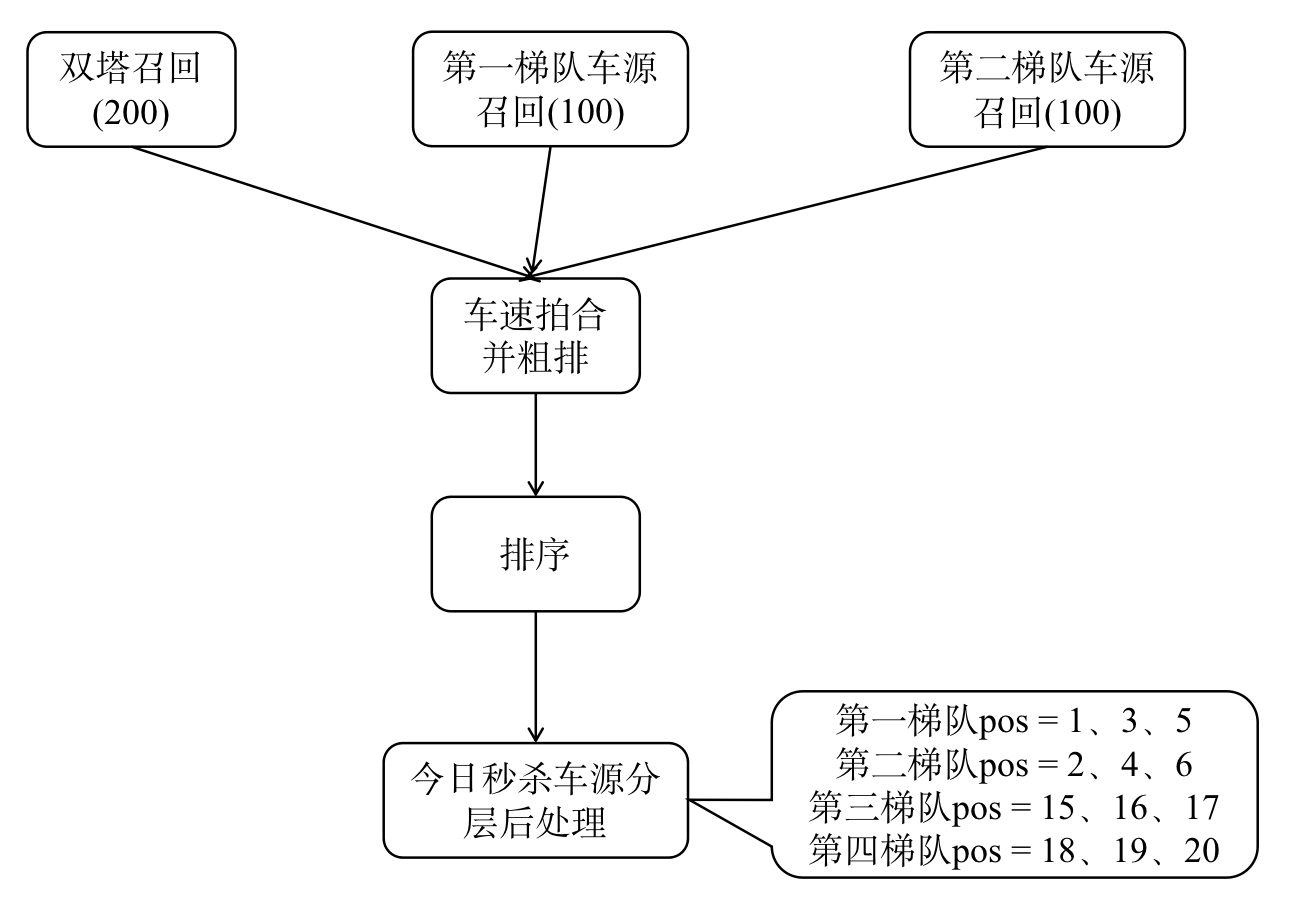 双塔召回
(200)
第一梯队车源
召回(100)
第二梯队车源
召回(100)
车速拍合
并粗排
排序
今日秒杀车源分
层后处理
第一梯队pos = 1、3、5
第二梯队pos = 2、4、6
第三梯队pos = 15、16、17
第四梯队pos = 18、19、20